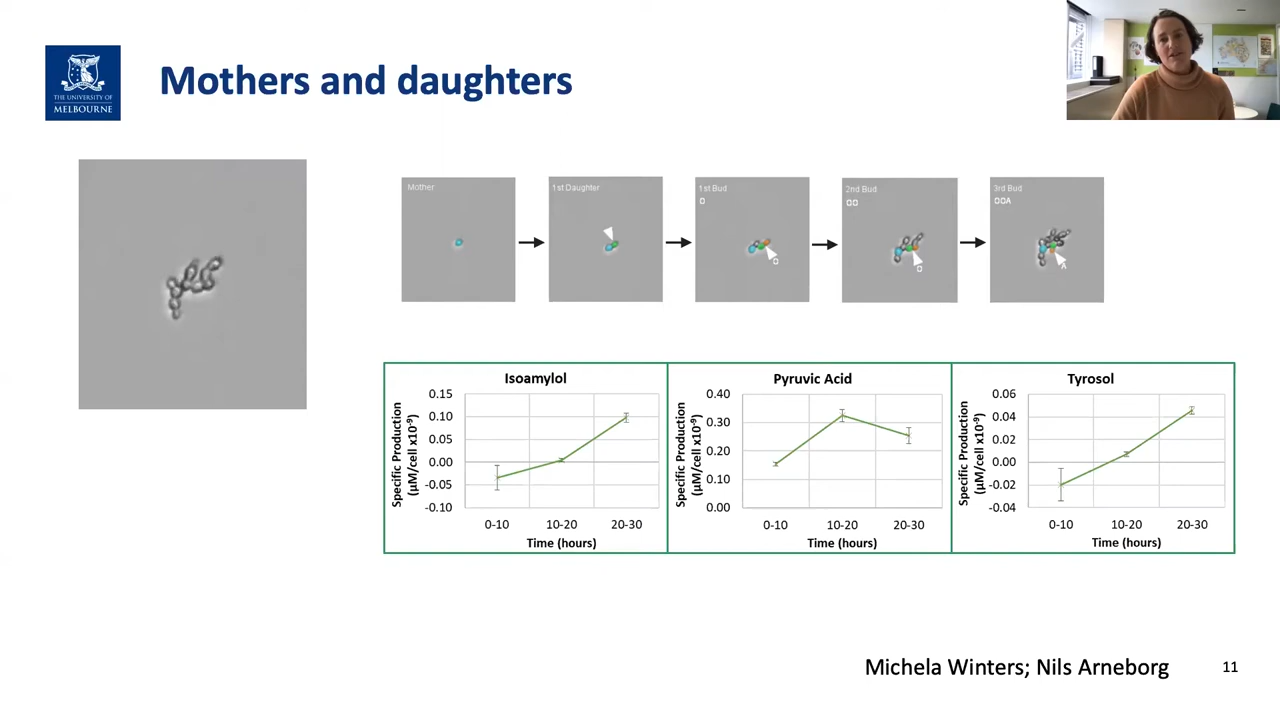 Mothers and daughters
THE UNIVERSITY OF
MELBOURNE
Mother
1st Daughter
1st Bud
D
D
2nd Bud
DD
D
3rd Bud
DDA
A
Isoamylol
Specific Production
(µM/cell x10⁻⁹)
0.15
0.10
0.05
0.00
-0.05
-0.10
0-10 10-20 20-30
Time (hours)
Pyruvic Acid
Specific Production
(µM/cell x10⁻⁹)
0.40
0.30
0.20
0.10
0.00
0-10 10-20 20-30
Time (hours)
Tyrosol
Specific Production
(µM/cell x10⁻⁹)
0.06
0.04
0.02
0.00
-0.02
-0.04
0-10 10-20 20-30
Time (hours)
Michela Winters; Nils Arneborg
11